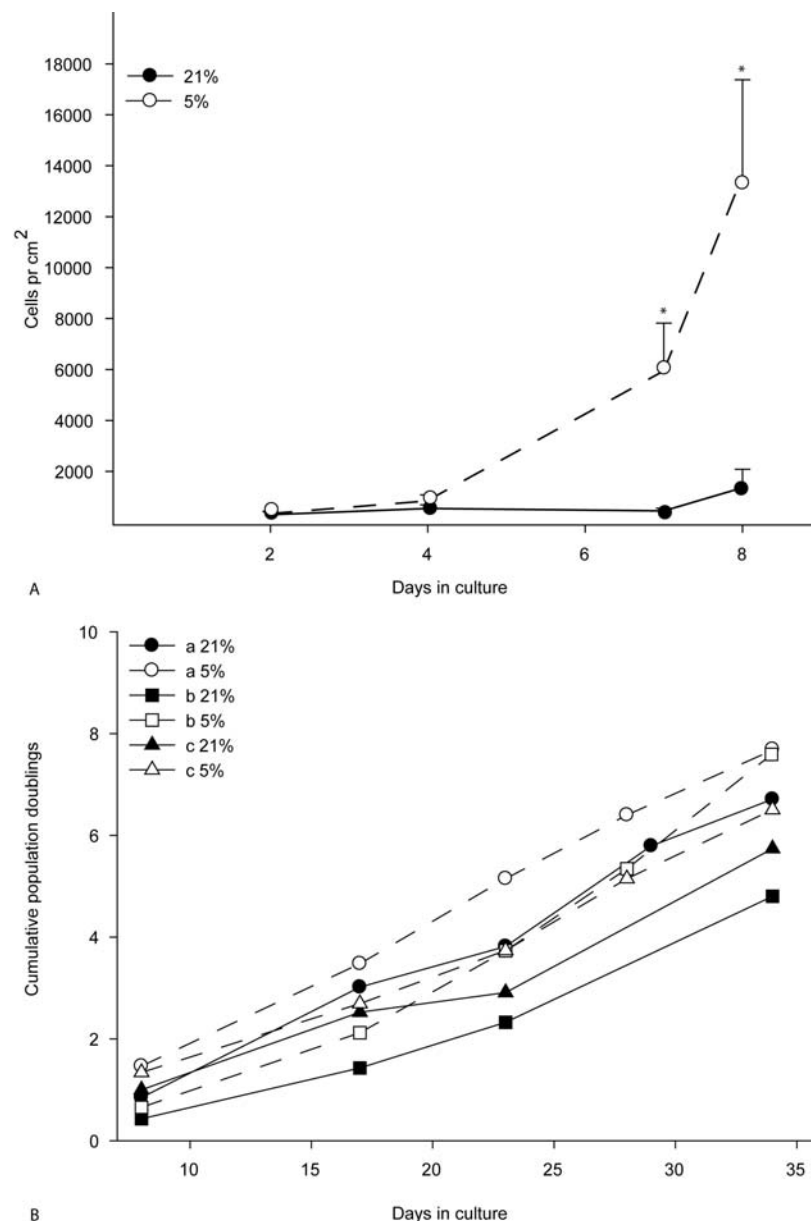 18000
16000
14000
12000
10000
8000
6000
4000
2000
Cells pr cm2
21%
5%
*
*
2
4
6
8
Days in culture
A
10
8
6
4
2
0
Cumulative population doublings
a 21%
a 5%
b 21%
b 5%
c 21%
c 5%
10
15
20
25
30
35
Days in culture
B